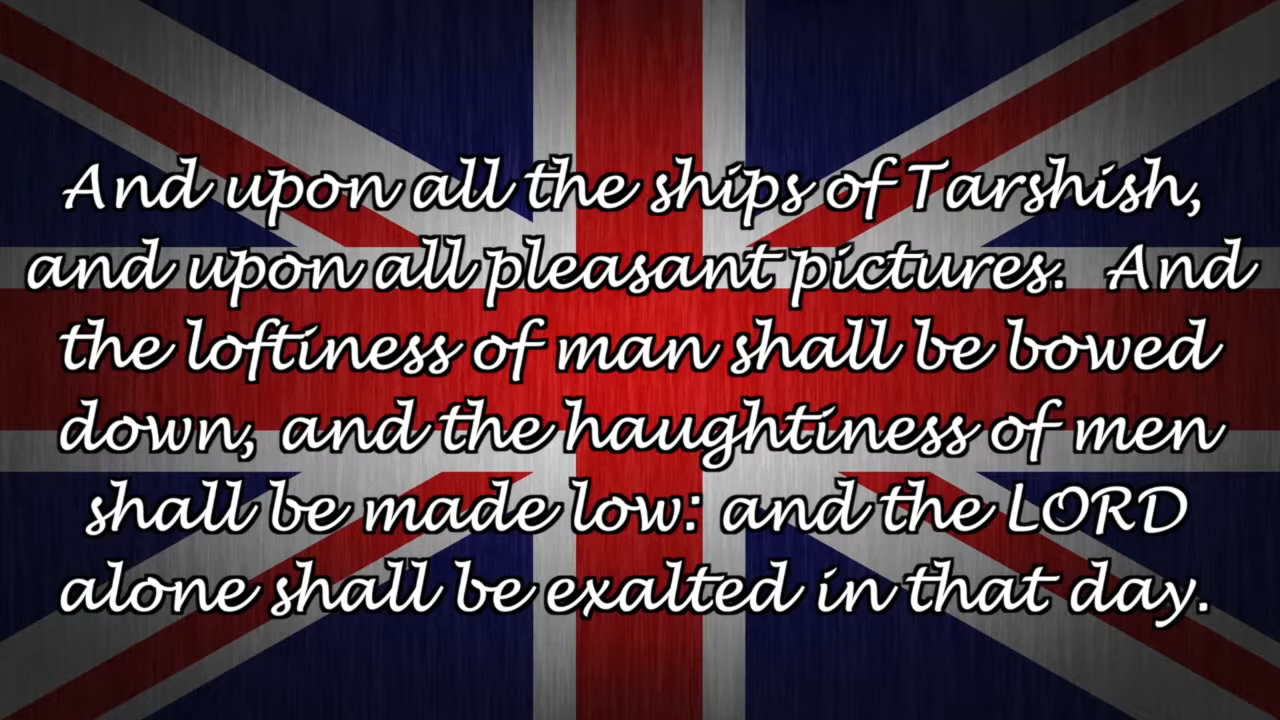 And upon all the ships of Tarshish,
and upon all pleasant pictures.  And
the loftiness of man shall be bowed
down, and the haughtiness of men
shall be made low: and the LORD
alone shall be exalted in that day.